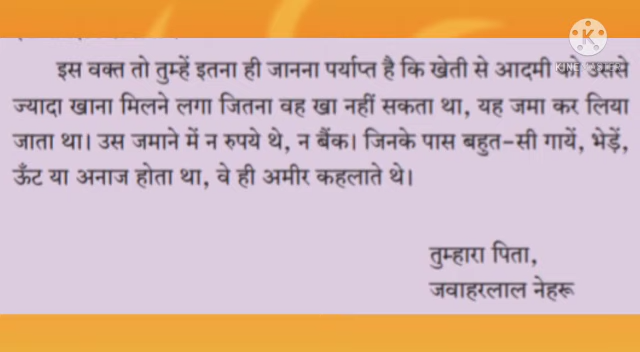 इस वक्त तो तुम्हें इतना ही जानना पर्याप्त है कि खेती से आदमी को उससे
ज्यादा खाना मिलने लगा जितना वह खा नहीं सकता था, यह जमा कर लिया
जाता था। उस जमाने में न रुपये थे, न बैंक। जिनके पास बहुत-सी गायें, भेड़ें,
ऊँट या अनाज होता था, वे ही अमीर कहलाते थे।
तुम्हारा पिता,
जवाहरलाल नेहरू